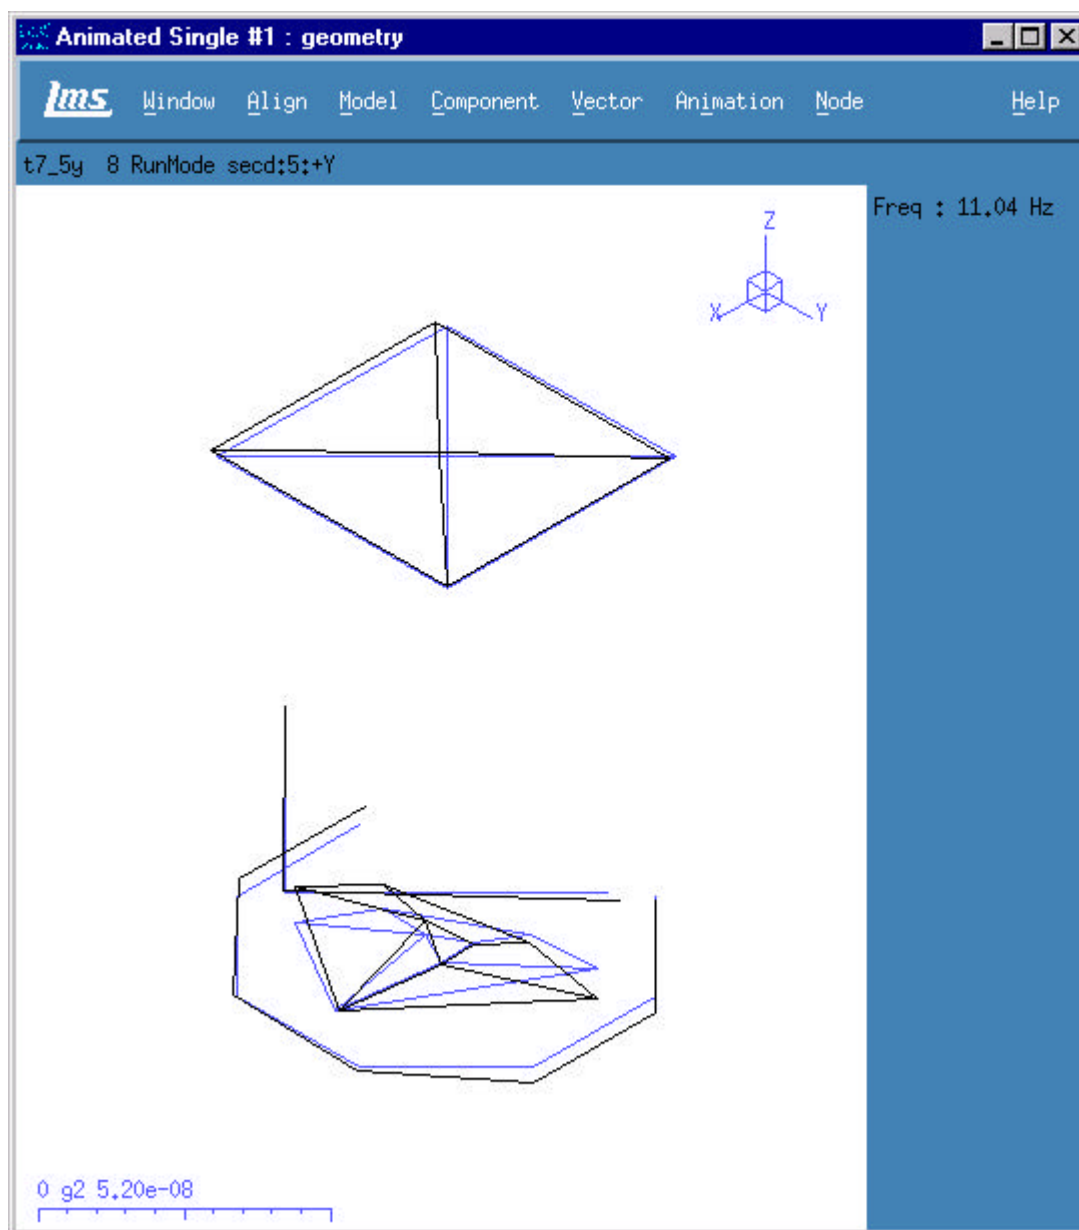 Animated Single #1 : geometry
lms Window Align Model Component Vector Animation Node Help
t7_5y 8 RunMode secd:5:+Y
Freq : 11.04 Hz
Z
X Y
0 g2 5.20e-08